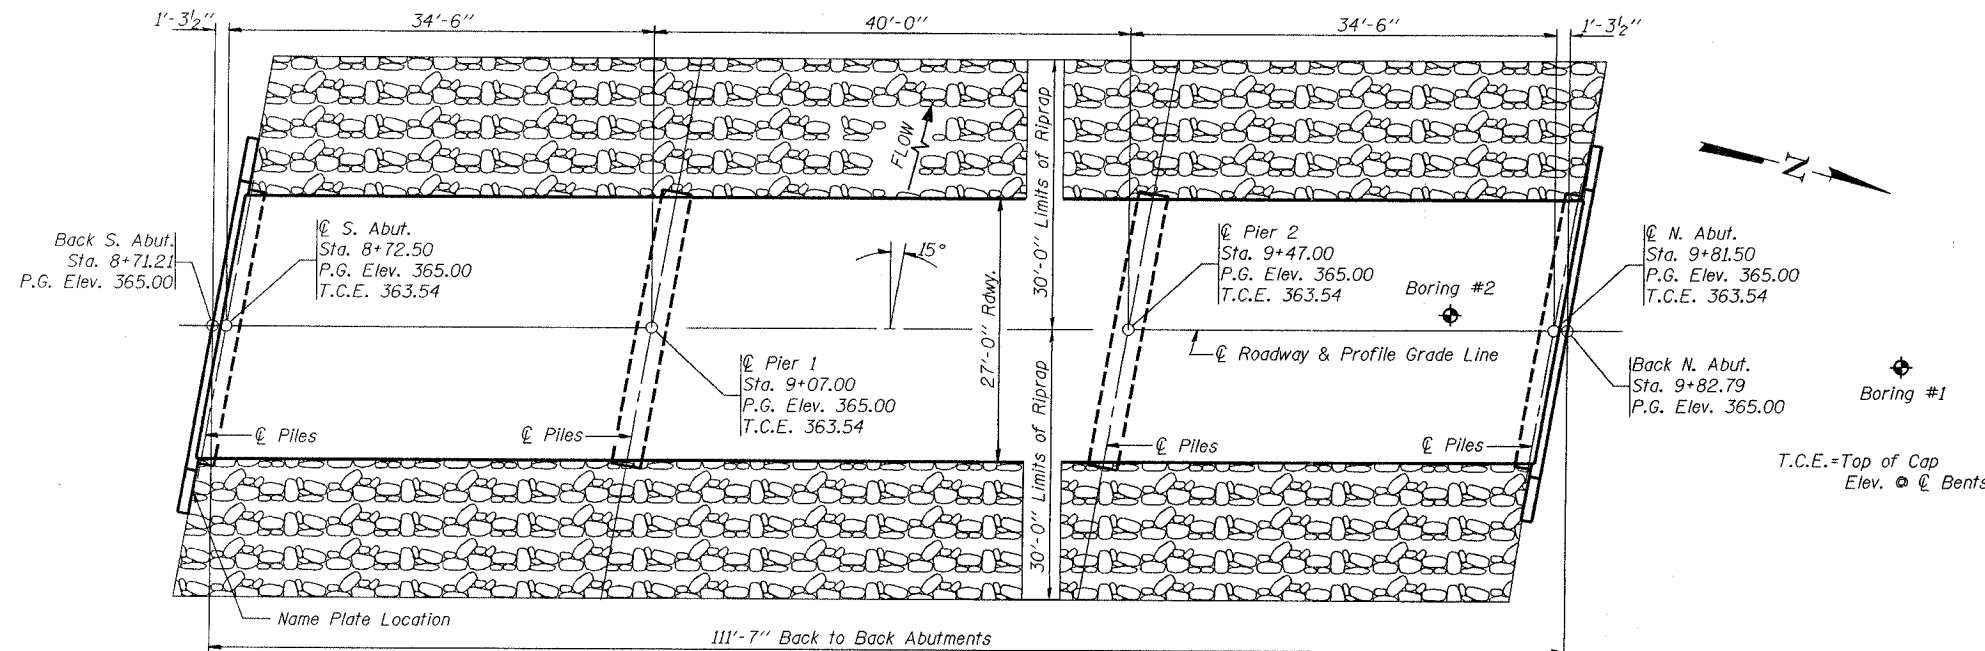 1'-3½"
34'-6"
40'-0"
34'-6"
1'-3½"
30'-0" Limits of Riprap
FLOW
N
Back S. Abut.
Sta. 8+71.21
P.G. Elev. 365.00
℄ S. Abut.
Sta. 8+72.50
P.G. Elev. 365.00
T.C.E. 363.54
15°
27'-0" Rdwy.
℄ Pier 2
Sta. 9+47.00
P.G. Elev. 365.00
T.C.E. 363.54
Boring #2
℄ N. Abut.
Sta. 9+81.50
P.G. Elev. 365.00
T.C.E. 363.54
℄ Pier 1
Sta. 9+07.00
P.G. Elev. 365.00
T.C.E. 363.54
℄ Roadway & Profile Grade Line
Back N. Abut.
Sta. 9+82.79
P.G. Elev. 365.00
Boring #1
℄ Piles
℄ Piles
℄ Piles
℄ Piles
T.C.E.=Top of Cap
Elev. @ ℄ Bents
30'-0" Limits of Riprap
Name Plate Location
111'-7" Back to Back Abutments